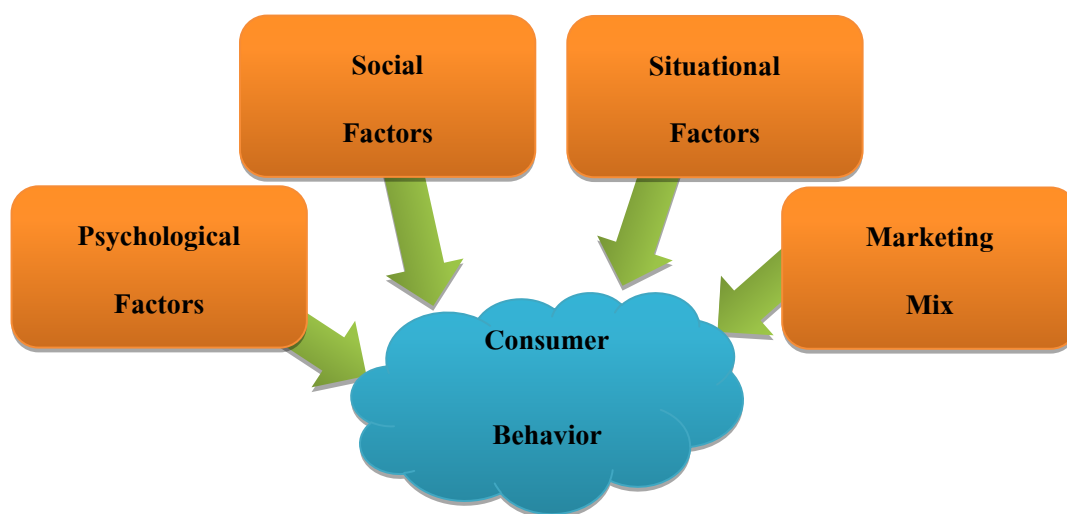 Social
Factors
Situational
Factors
Psychological
Factors
Marketing
Mix
Consumer
Behavior